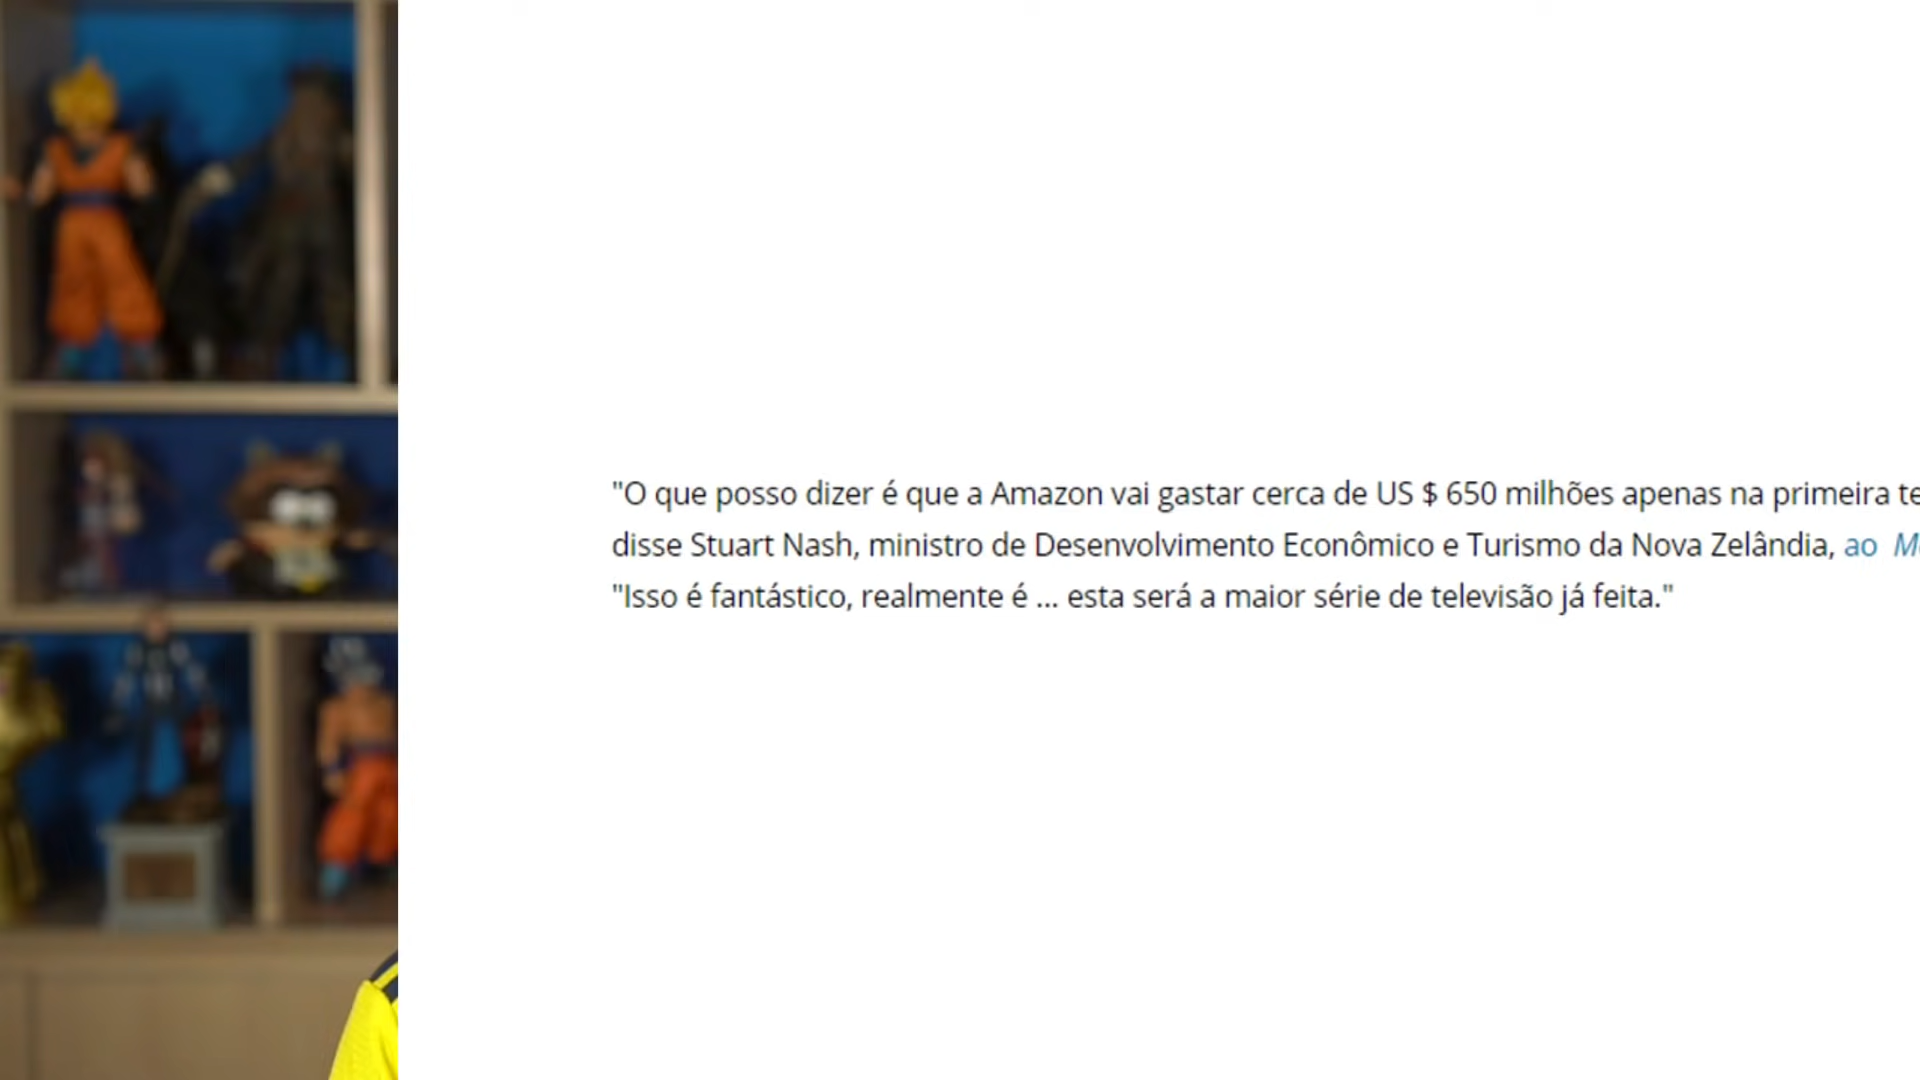 "O que posso dizer é que a Amazon vai gastar cerca de US $ 650 milhões apenas na primeira
disse Stuart Nash, ministro de Desenvolvimento Econômico e Turismo da Nova Zelândia, ao
"Isso é fantástico, realmente é ... esta será a maior série de televisão já feita."